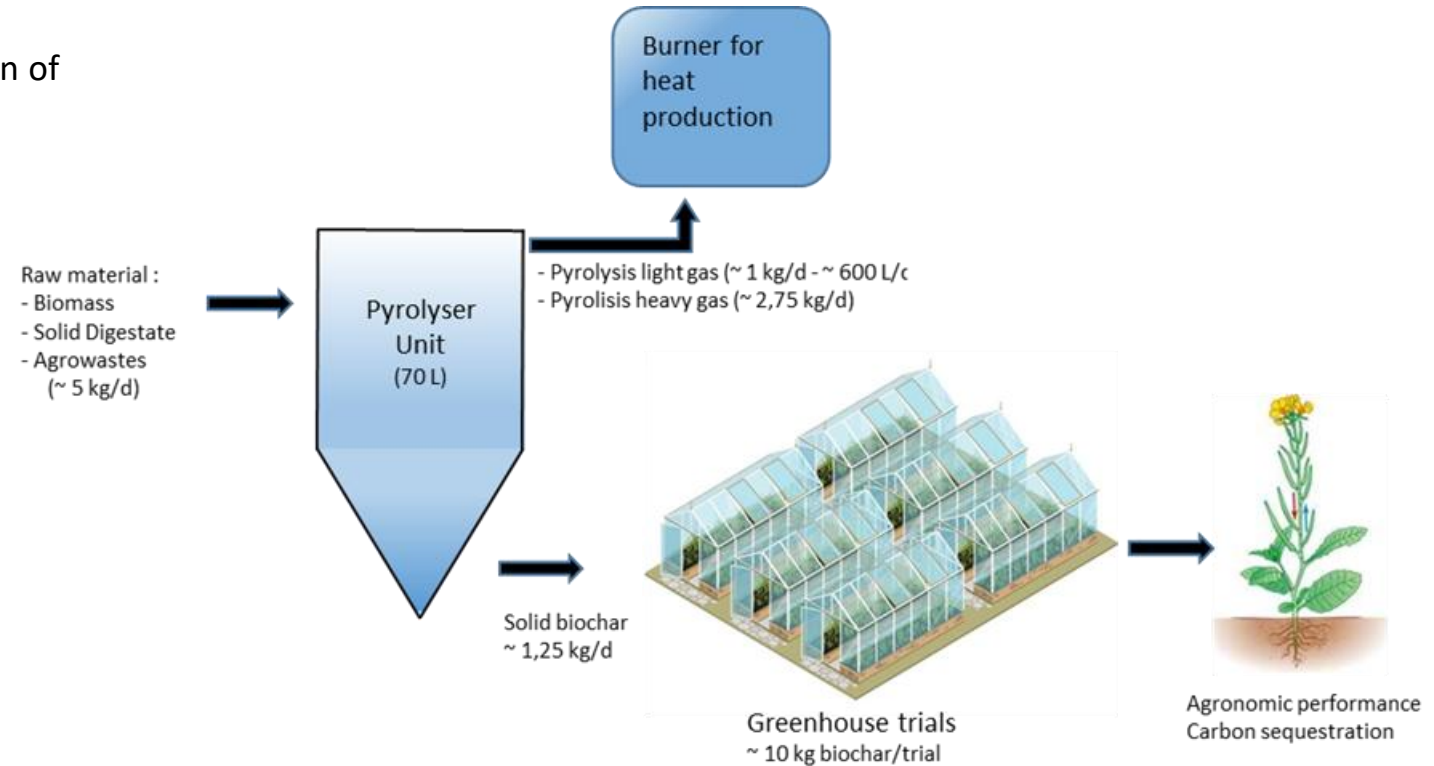 n of
Burner for
heat
production
Raw material :
- Biomass
- Solid Digestate
- Agrowastes
(~ 5 kg/d)
Pyrolyser
Unit
(70 L)
- Pyrolysis light gas (~ 1 kg/d - ~ 600 L/
- Pyrolisis heavy gas (~ 2,75 kg/d)
Solid biochar
~ 1,25 kg/d
Greenhouse trials
~ 10 kg biochar/trial
Agronomic performance
Carbon sequestration